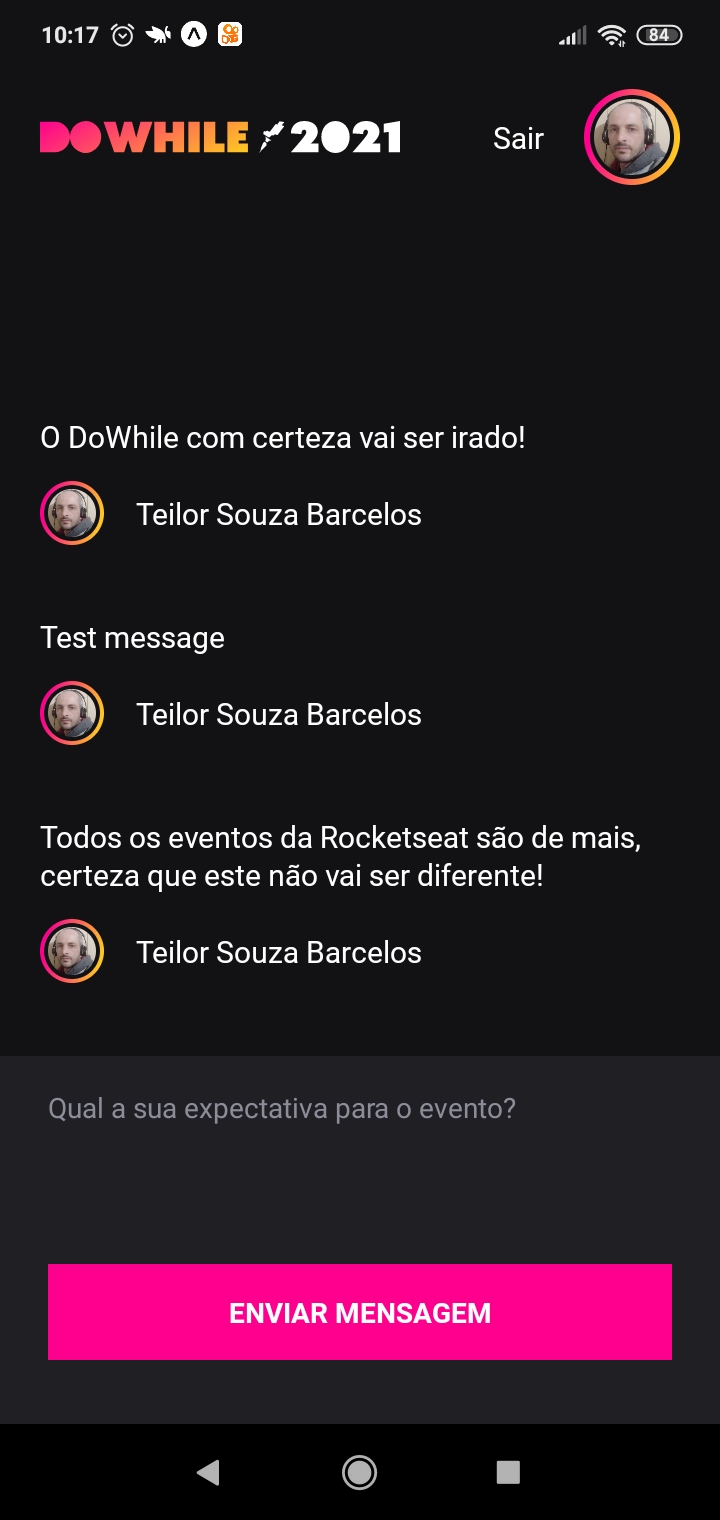 10:17 84
DOWHILE 2021 Sair
O DoWhile com certeza vai ser irado!
Teilor Souza Barcelos
Test message
Teilor Souza Barcelos
Todos os eventos da Rocketseat são de mais,
certeza que este não vai ser diferente!
Teilor Souza Barcelos
Qual a sua expectativa para o evento?
ENVIAR MENSAGEM